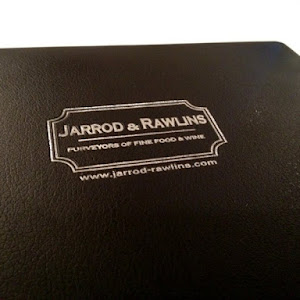 JARROD & RAWLINS
PURVEYORS OF FINE FOOD & WINE
www.jarrod-rawlins.com